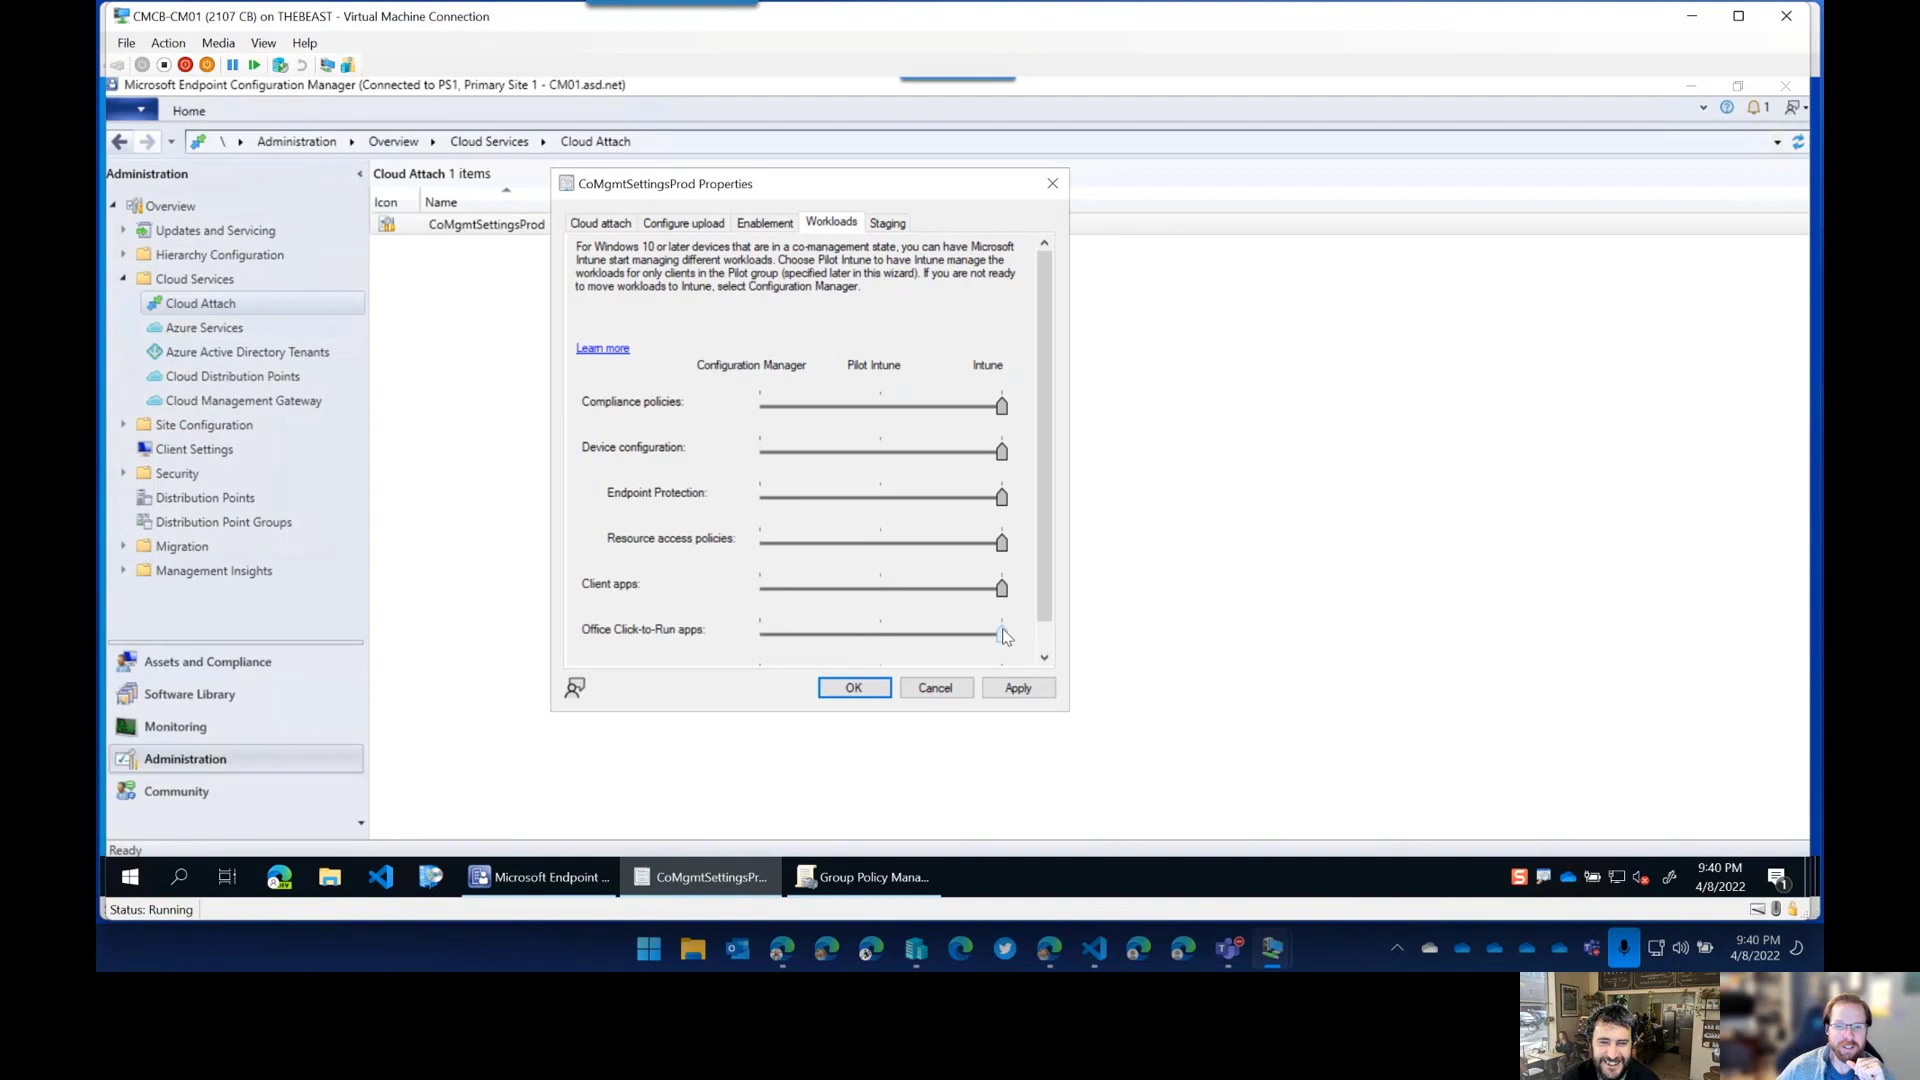 CMCB-CM01 (2107 CB) on THEBEAST - Virtual Machine Connection
File Action Media View Help
Microsoft Endpoint Configuration Manager (Connected to PS1, Primary Site 1 - CM01.asd.net)
Home
1
\ Administration Overview Cloud Services Cloud Attach
Administration
Overview
Updates and Servicing
Hierarchy Configuration
Cloud Services
Cloud Attach
Azure Services
Azure Active Directory Tenants
Cloud Distribution Points
Cloud Management Gateway
Site Configuration
Client Settings
Security
Distribution Points
Distribution Point Groups
Migration
Management Insights
Assets and Compliance
Software Library
Monitoring
Administration
Community
Cloud Attach 1 items
Icon Name
CoMgmtSettingsProd
CoMgmtSettingsProd Properties
Cloud attach Configure upload Enablement Workloads Staging
For Windows 10 or later devices that are in a co-management state, you can have Microsoft
Intune start managing different workloads. Choose Pilot Intune to have Intune manage the
workloads for only clients in the Pilot group (specified later in this wizard). If you are not ready
to move workloads to Intune, select Configuration Manager.
Learn more
Configuration Manager Pilot Intune Intune
Compliance policies:
Device configuration:
Endpoint Protection:
Resource access policies:
Client apps:
Office Click-to-Run apps:
OK Cancel Apply
Ready
Microsoft Endpoint ... CoMgmtSettingsPr... Group Policy Mana...
9:40 PM
4/8/2022
1
Status: Running
9:40 PM
4/8/2022